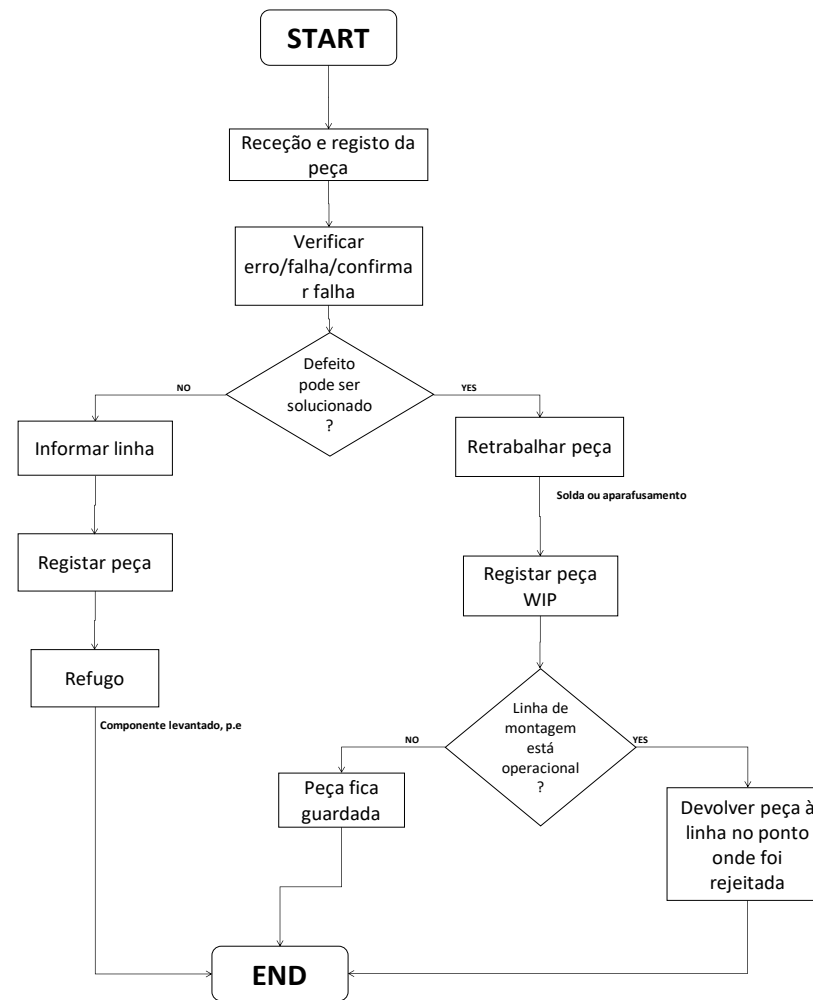 START
Receção e registo da
peça
Verificar
erro/falha/confirma
r falha
Defeito
pode ser
solucionado
?
NO
YES
Informar linha
Retrabalhar peça
Solda ou aparafusamento
Registar peça
Registar peça
WIP
Refugo
Componente levantado, p.e
Linha de
montagem
está
operacional
?
NO
YES
Peça fica
guardada
Devolver peça à
linha no ponto
onde foi
rejeitada
END